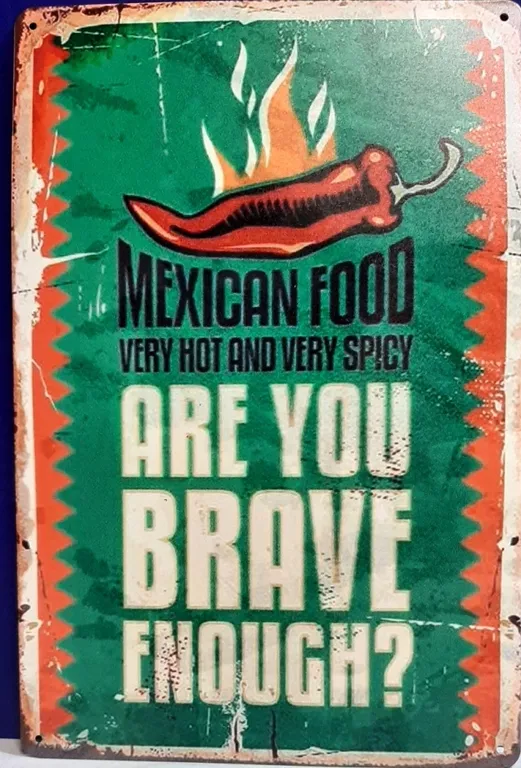 MEXICAN FOOD
VERY HOT AND VERY SPICY
ARE YOU
BRAVE
ENOUGH?